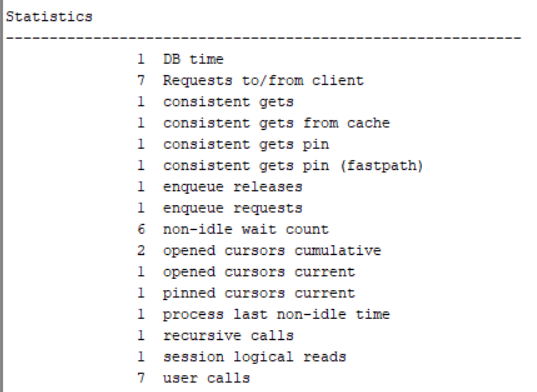 Statistics
-----------------------------------------------------------
1 DB time
7 Requests to/from client
1 consistent gets
1 consistent gets from cache
1 consistent gets pin
1 consistent gets pin (fastpath)
1 enqueue releases
1 enqueue requests
6 non-idle wait count
2 opened cursors cumulative
1 opened cursors current
1 pinned cursors current
1 process last non-idle time
1 recursive calls
1 session logical reads
7 user calls